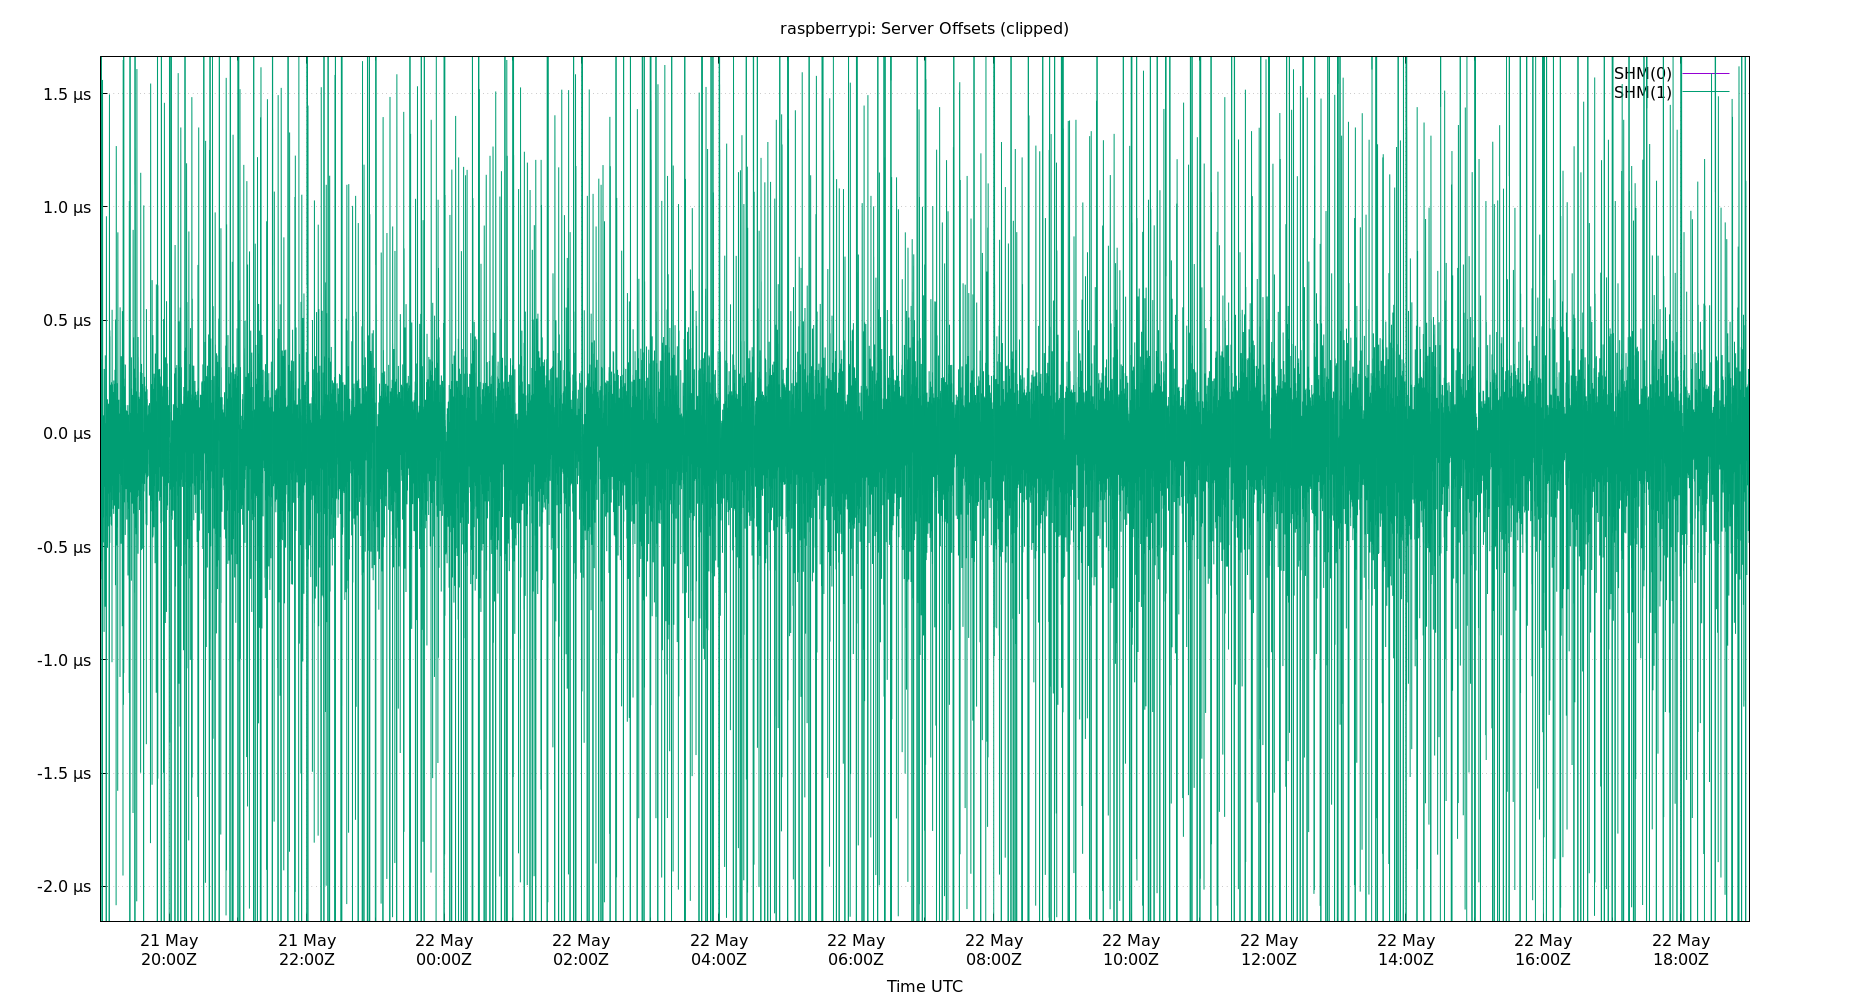 raspberrypi: Server Offsets (clipped)
SHM(0)
SHM(1)
1.5 µs
1.0 µs
0.5 µs
0.0 µs
-0.5 µs
-1.0 µs
-1.5 µs
-2.0 µs
21 May 21 May 22 May 22 May 22 May 22 May 22 May 22 May 22 May 22 May 22 May 22 May
20:00Z 22:00Z 00:00Z 02:00Z 04:00Z 06:00Z 08:00Z 10:00Z 12:00Z 14:00Z 16:00Z 18:00Z
Time UTC